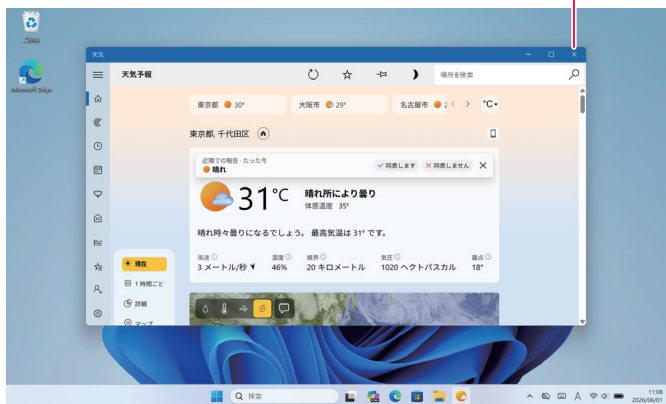 ごみ箱
Microsoft Edge
天気
天気予報
場所を検索
東京都 30°
大阪市 29°
名古屋市
°C
東京都, 千代田区
近隣での報告・たった今
晴れ
同意します
同意しません
31°C
晴れ所により曇り
体感温度 35°
晴れ時々曇りになるでしょう。 最高気温は 31° です。
風速 湿度 視界 気圧 露点
3 メートル/秒 46% 20 キロメートル 1020 ヘクトパスカル 18°
現在
1 時間ごと
詳細
マップ
検索
A
11:08
2026/06/01